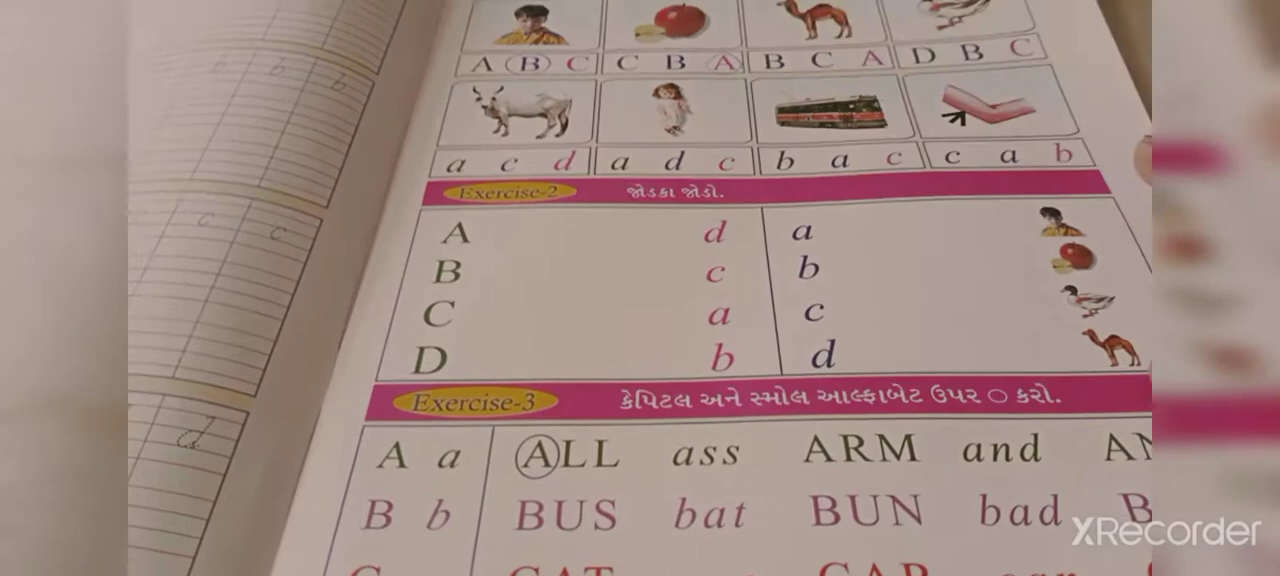 A B C C B A B C A D B C
a c d a d c b a c c a b
Exercise-2 જોડકા જોડો.
A d a
B c b
C a c
D b d
Exercise-3 કેપિટલ અને સ્મોલ આલ્ફાબેટ ઉપર ○ કરો.
A a ALL ass ARM and
B b BUS bat BUN bad B
b b b
c c
d
XRecorder